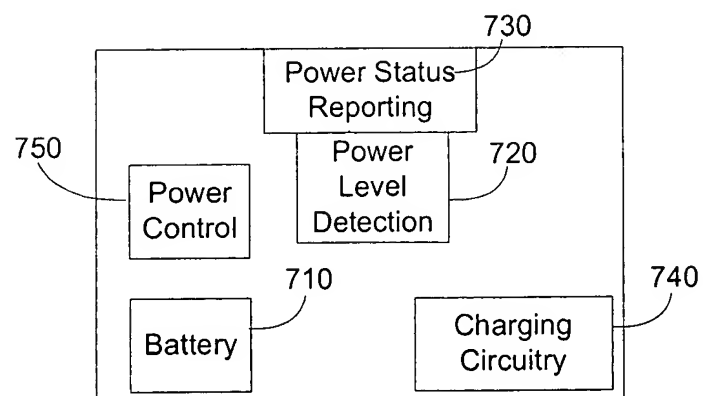 730
Power Status
Reporting
750
Power
Level
Detection
720
Power
Control
710
740
Battery
Charging
Circuitry